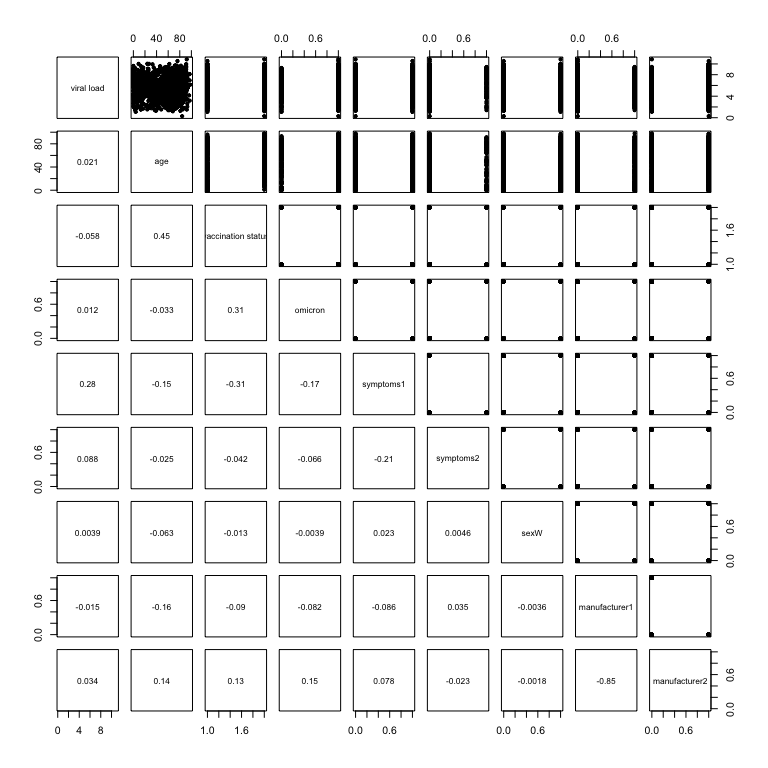 0 40 80 0.0 0.6 0.0 0.6 0.0 0.6
viral load 0 4 8
0 40 80 0.021 age
-0.058 0.45 accination statu 1.0 1.6
0.0 0.6 0.012 -0.033 0.31 omicron
0.28 -0.15 -0.31 -0.17 symptoms1 0.0 0.6
0.0 0.6 0.088 -0.025 -0.042 -0.066 -0.21 symptoms2
0.0039 -0.063 -0.013 -0.0039 0.023 0.0046 sexW 0.0 0.6
0.0 0.6 -0.015 -0.16 -0.09 -0.082 -0.086 0.035 -0.0036 manufacturer1
0.034 0.14 0.13 0.15 0.078 -0.023 -0.0018 -0.85 manufacturer2 0.0 0.6
0 4 8 1.0 1.6 0.0 0.6 0.0 0.6 0.0 0.6